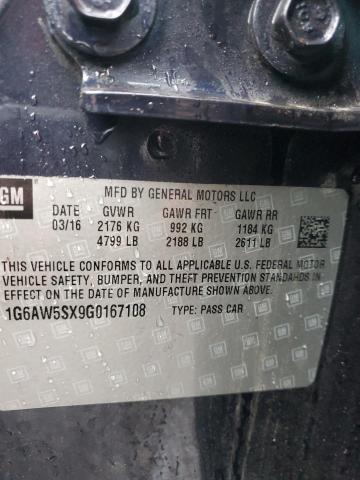 GM
MFD BY GENERAL MOTORS LLC
DATE GVWR GAWR FRT GAWR RR
03/16 2176 KG 992 KG 1184 KG
4799 LB 2188 LB 2611 LB
THIS VEHICLE CONFORMS TO ALL APPLICABLE U.S. FEDERAL MOTOR
VEHICLE SAFETY, BUMPER, AND THEFT PREVENTION STANDARDS IN
EFFECT ON THE DATE OF MANUFACTURE SHOWN ABOVE.
1G6AW5SX9G0167108 TYPE: PASS CAR